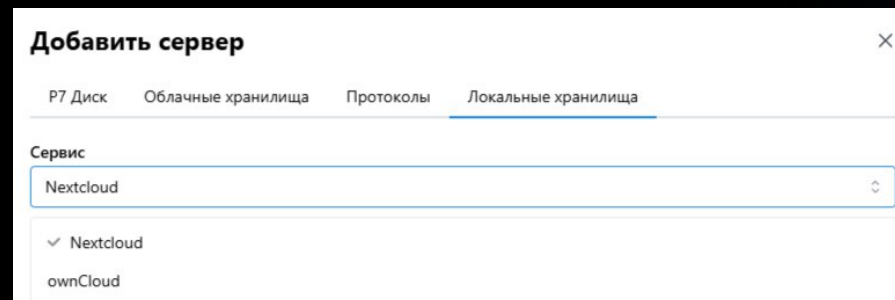 Добавить сервер
Р7 Диск Облачные хранилища Протоколы Локальные хранилища
Сервис
Nextcloud
Nextcloud
ownCloud